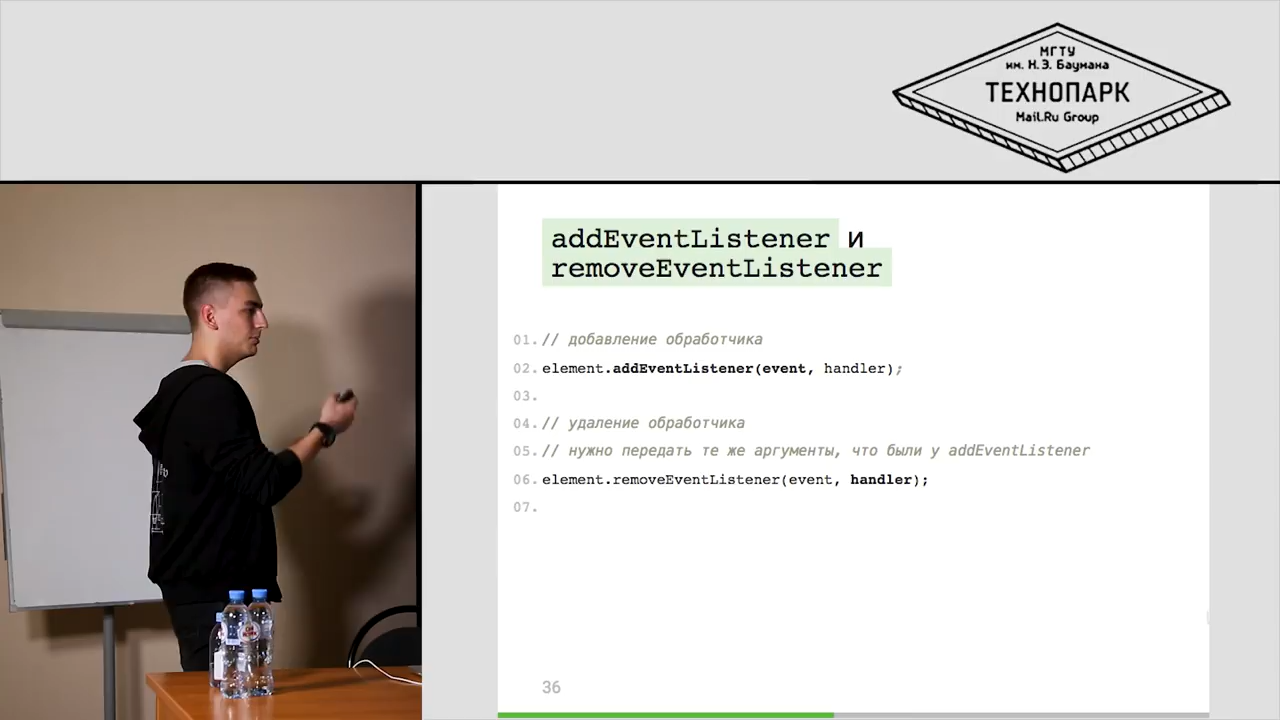 МГТУ
им. Н.Э. Баумана
ТЕХНОПАРК
Mail.Ru Group
addEventListener и
removeEventListener
01. // добавление обработчика
02. element.addEventListener(event, handler);
03.
04. // удаление обработчика
05. // нужно передать те же аргументы, что были у addEventListener
06. element.removeEventListener(event, handler);
07.
36